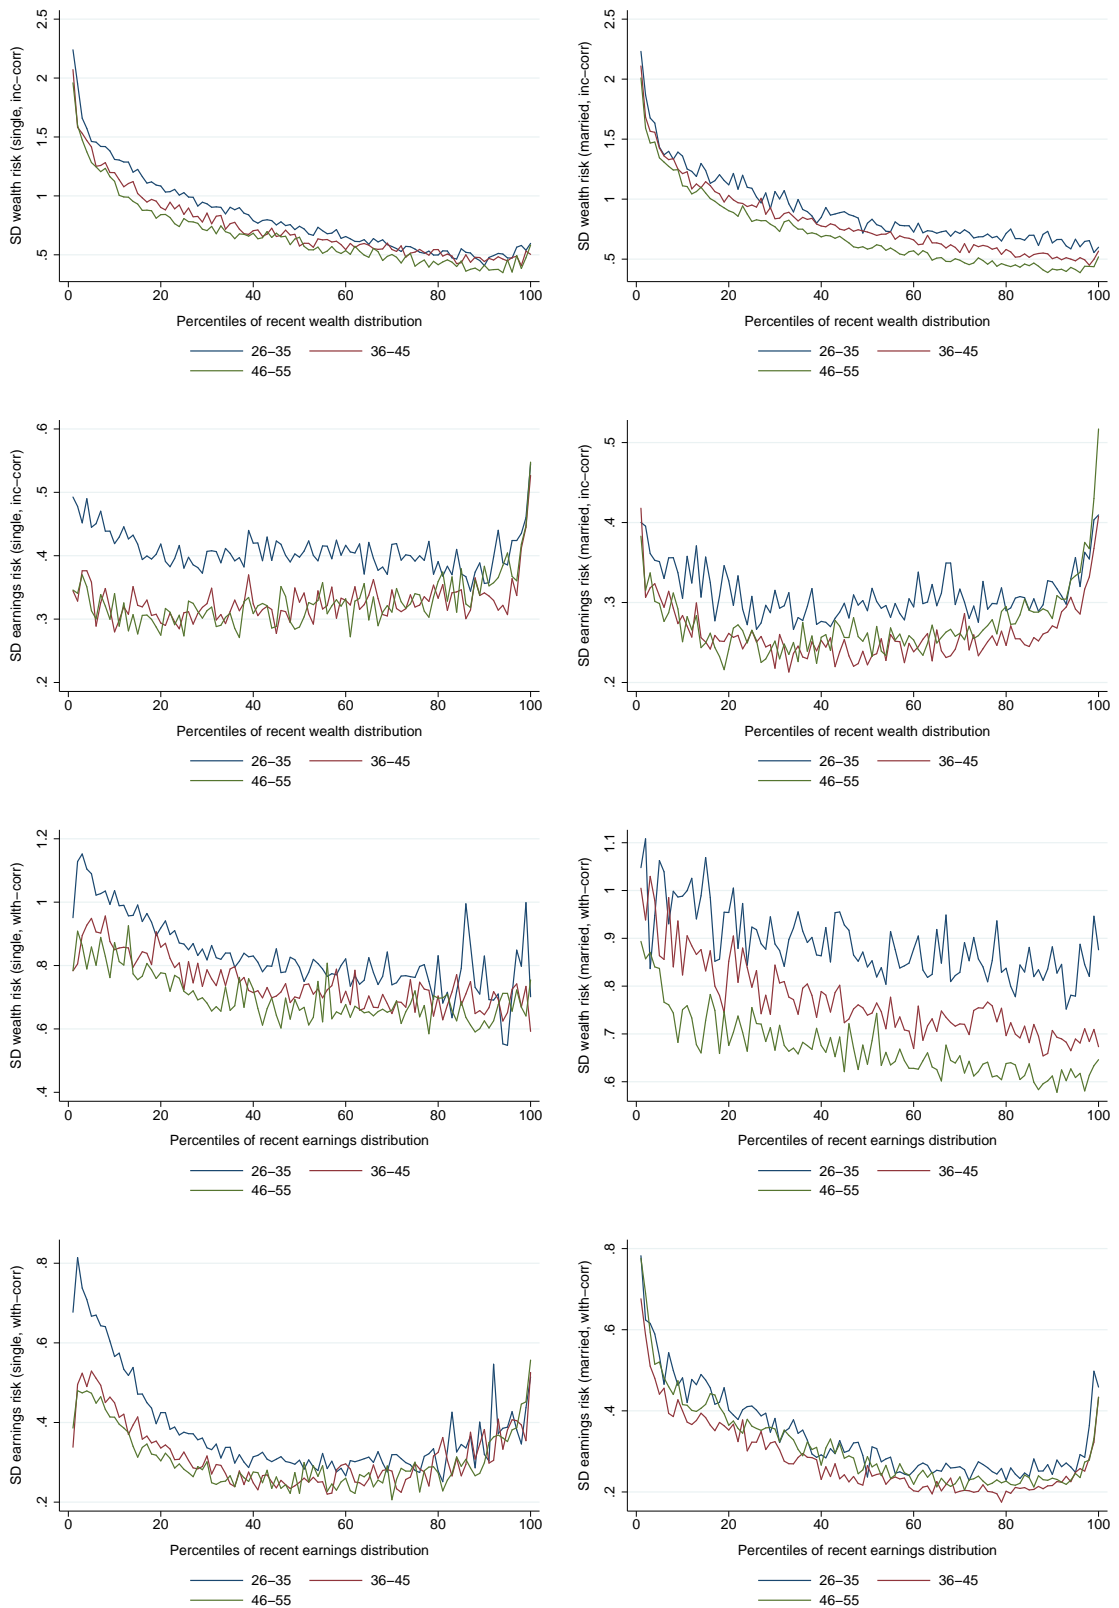 SD wealth risk (single, inc−corr)
.5 1 1.5 2 2.5
0 20 40 60 80 100
Percentiles of recent wealth distribution
26−35 36−45
46−55
SD wealth risk (married, inc−corr)
.5 1 1.5 2 2.5
0 20 40 60 80 100
Percentiles of recent wealth distribution
26−35 36−45
46−55
SD earnings risk (single, inc−corr)
.2 .3 .4 .5 .6
0 20 40 60 80 100
Percentiles of recent wealth distribution
26−35 36−45
46−55
SD earnings risk (married, inc−corr)
.2 .3 .4 .5
0 20 40 60 80 100
Percentiles of recent wealth distribution
26−35 36−45
46−55
SD wealth risk (single, wlth−corr)
.4 .6 .8 1 1.2
0 20 40 60 80 100
Percentiles of recent earnings distribution
26−35 36−45
46−55
SD wealth risk (married, wlth−corr)
.6 .7 .8 .9 1 1.1
0 20 40 60 80 100
Percentiles of recent earnings distribution
26−35 36−45
46−55
SD earnings risk (single, wlth−corr)
.2 .4 .6 .8
0 20 40 60 80 100
Percentiles of recent earnings distribution
26−35 36−45
46−55
SD earnings risk (married, wlth−corr)
.2 .4 .6 .8
0 20 40 60 80 100
Percentiles of recent earnings distribution
26−35 36−45
46−55